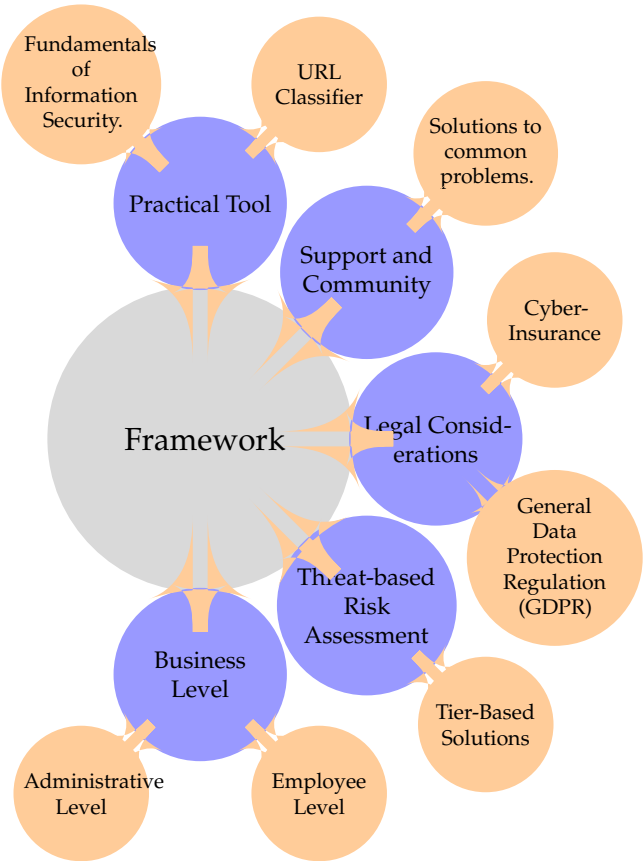 Fundamentals
of
Information
Security.
URL
Classifier
Practical Tool
Solutions to
common
problems.
Support and
Community
Cyber-
Insurance
Legal Consid-
erations
Framework
General
Data
Protection
Regulation
(GDPR)
Threat-based
Risk
Assessment
Business
Level
Tier-Based
Solutions
Administrative
Level
Employee
Level